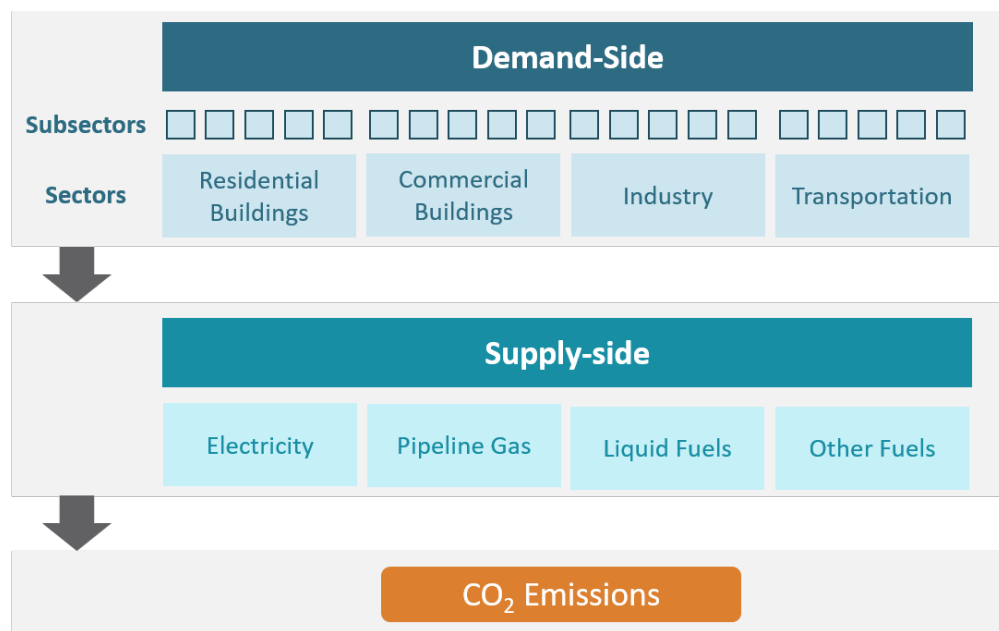 Demand-Side
Subsectors
Sectors
Residential
Buildings
Commercial
Buildings
Industry
Transportation
Supply-side
Electricity
Pipeline Gas
Liquid Fuels
Other Fuels
CO₂ Emissions